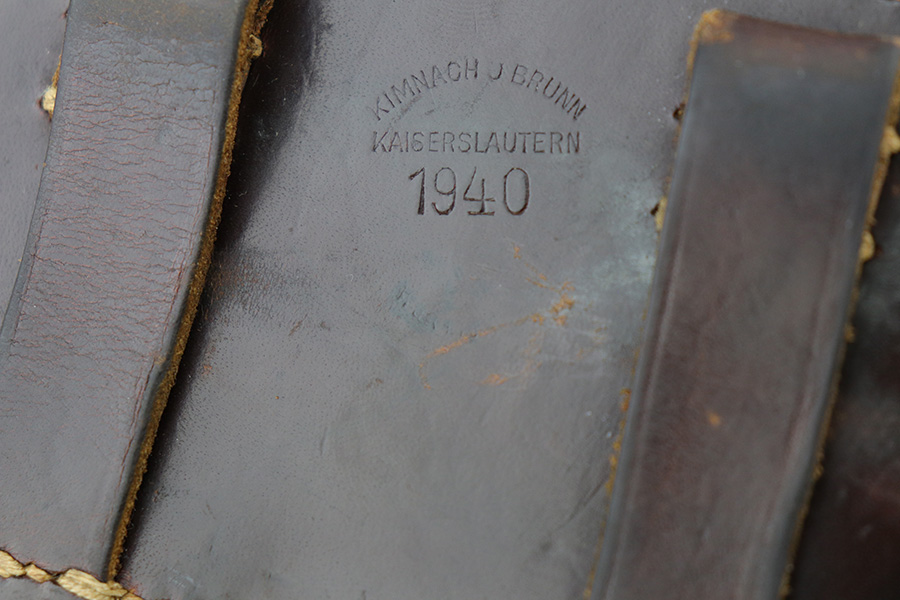 KIMNACH J BRUNN
KAISERSLAUTERN
1940